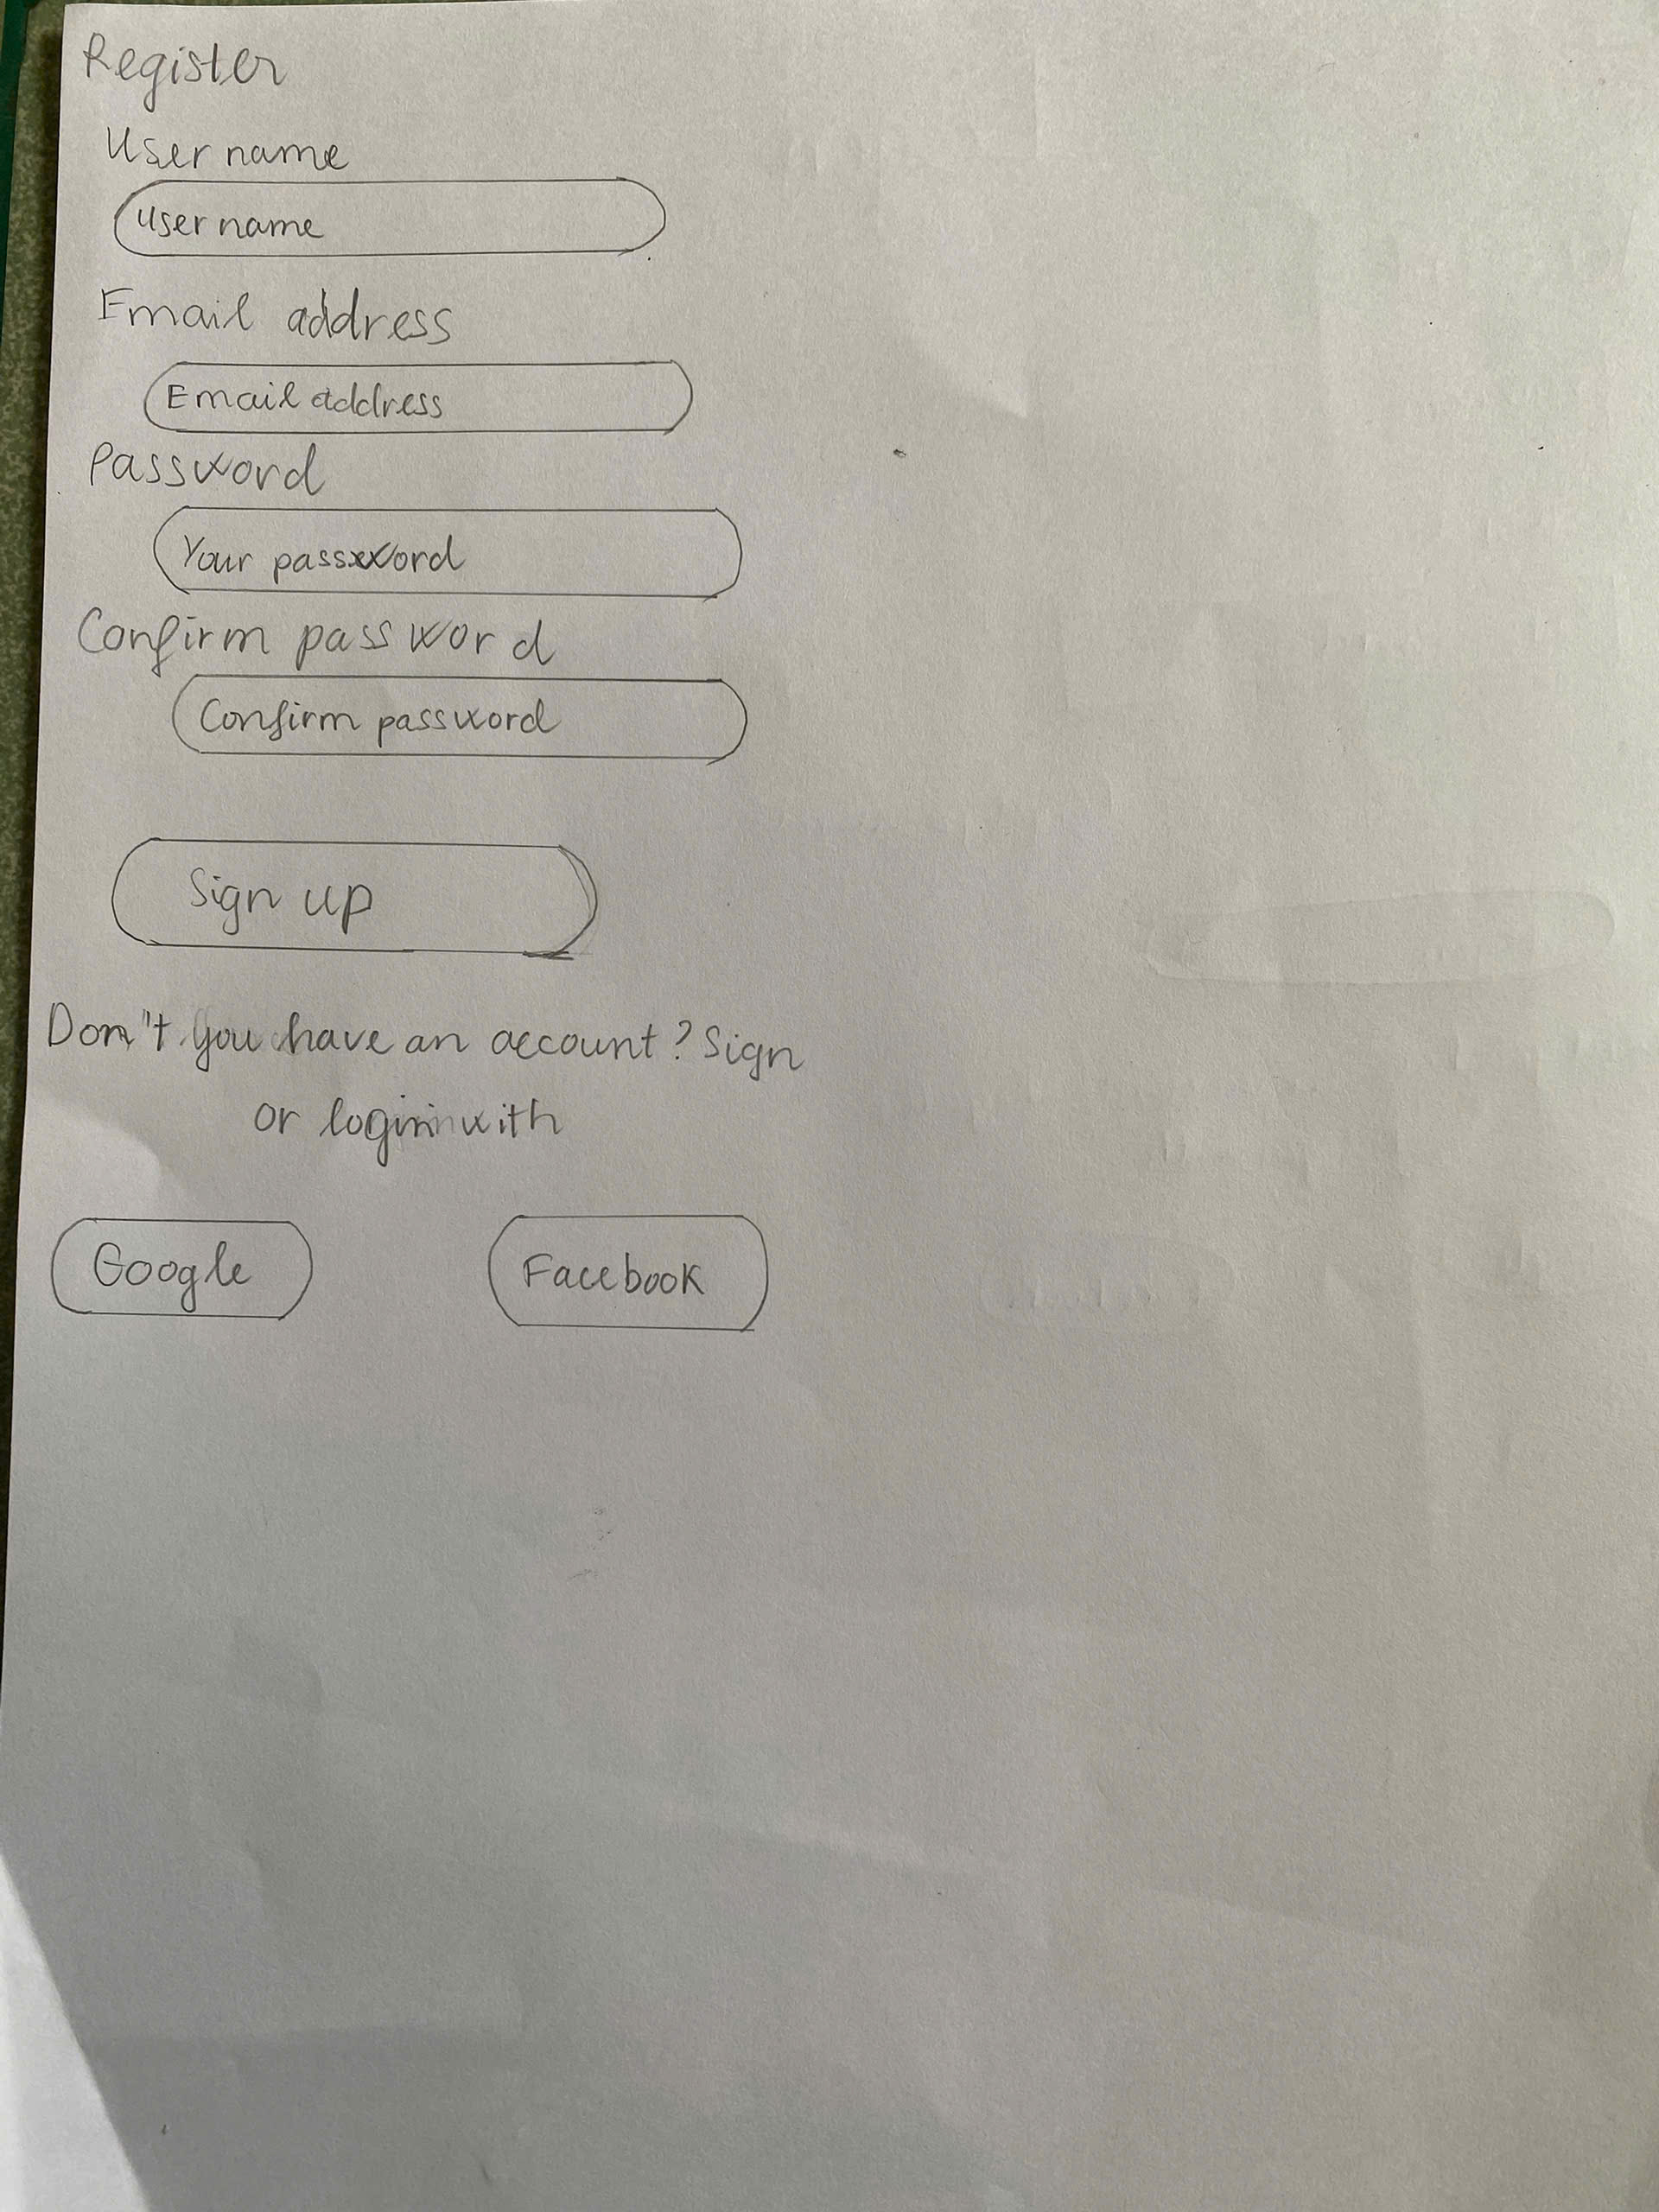 Register
User name
User name
Email address
Email address
Password
Your password
Confirm password
Confirm password
Sign up
Don't you have an account? Sign
or login with
Google Facebook